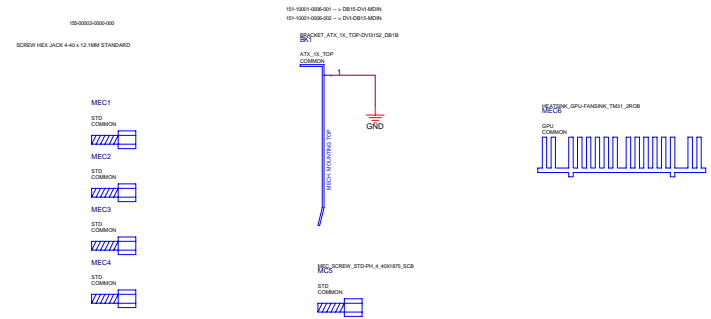 151-10001-0006-001 -- > DB15-DVI-MDIN
151-10001-0006-002 -- > DVI-DB15-MDIN
155-00003-0000-000
SCREW HEX JACK 4-40 x 12.1MM STANDARD
BRACKET_ATX_1X_TOP-DVI3152_DB1B
BK1
ATX_1X_TOP
COMMON
1
GND
MECH. MOUNTING TOP
MEC1
STD
COMMON
MEC2
STD
COMMON
MEC3
STD
COMMON
MEC4
STD
COMMON
MEC_SCREW_STD-PH_4_40X1875_SCB
MC5
STD
COMMON
HEATSINK_GPU-FANSINK_TM31_2ROB
MEC6
GPU
COMMON